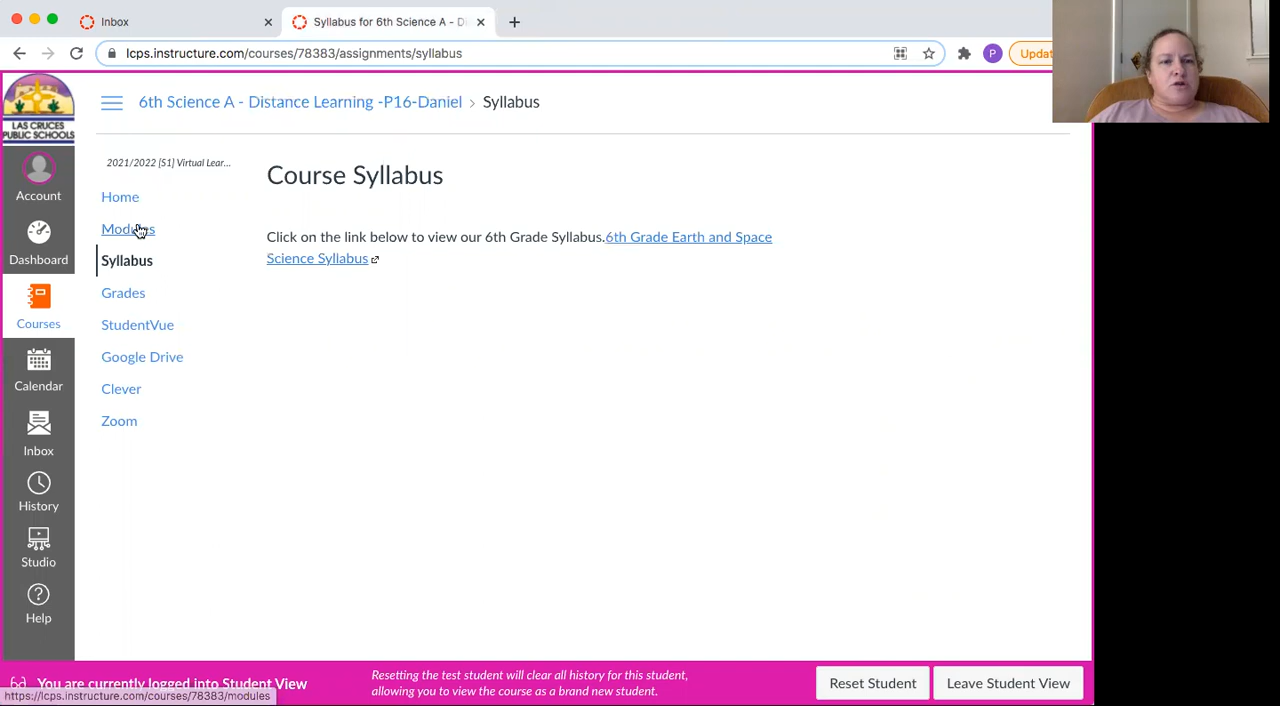 Inbox
Syllabus for 6th Science A - D
lcps.instructure.com/courses/78383/assignments/syllabus
P
LAS CRUCES
PUBLIC SCHOOLS
6th Science A - Distance Learning -P16-Daniel > Syllabus
Account
Dashboard
Courses
Calendar
Inbox
History
Studio
Help
2021/2022 [S1] Virtual Lear...
Home
Modules
Syllabus
Grades
StudentVue
Google Drive
Clever
Zoom
Course Syllabus
Click on the link below to view our 6th Grade Syllabus.6th Grade Earth and Space
Science Syllabus
You are currently logged into Student View
Resetting the test student will clear all history for this student,
allowing you to view the course as a brand new student.
Reset Student
Leave Student View
https://lcps.instructure.com/courses/78383/modules